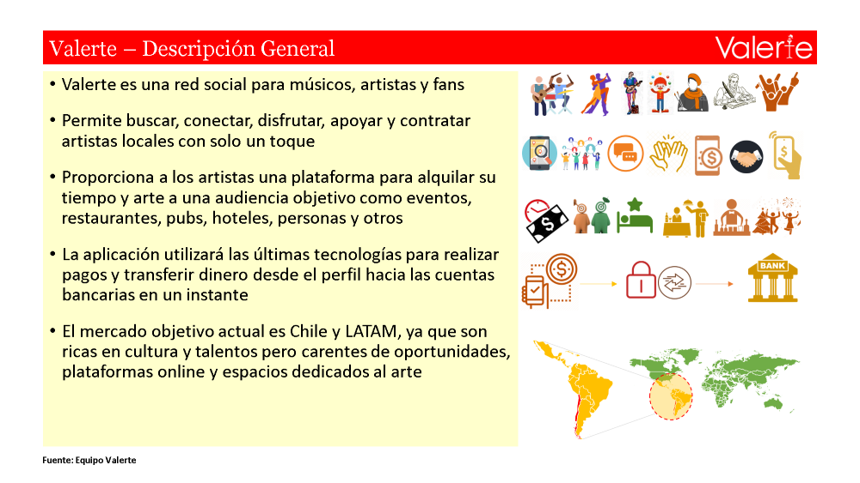 Valerte – Descripción General
Valerte
• Valerte es una red social para músicos, artistas y fans
• Permite buscar, conectar, disfrutar, apoyar y contratar
artistas locales con solo un toque
• Proporciona a los artistas una plataforma para alquilar su
tiempo y arte a una audiencia objetivo como eventos,
restaurantes, pubs, hoteles, personas y otros
• La aplicación utilizará las últimas tecnologías para realizar
pagos y transferir dinero desde el perfil hacia las cuentas
bancarias en un instante
BANK
• El mercado objetivo actual es Chile y LATAM, ya que son
ricas en cultura y talentos pero carentes de oportunidades,
plataformas online y espacios dedicados al arte
Fuente: Equipo Valerte